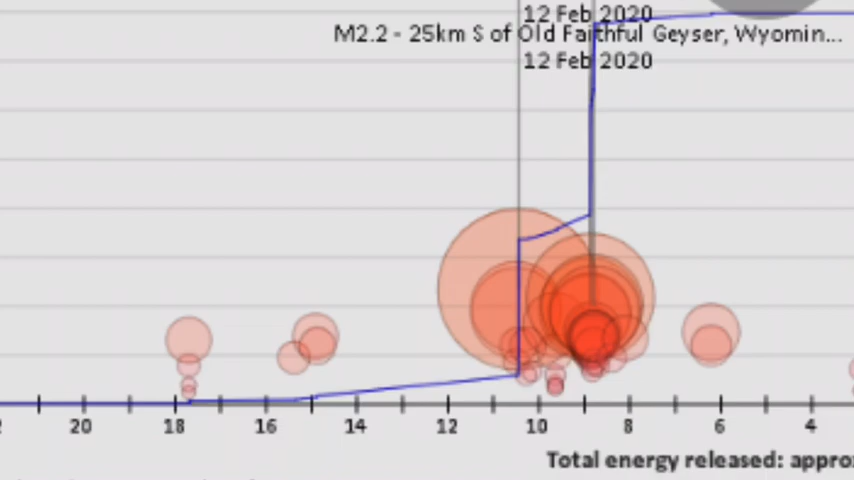 12 Feb 2020
M2.2 - 25km S of Old Faithful Geyser, Wyomin...
12 Feb 2020
20 18 16 14 12 10 8 6 4
Total energy released: